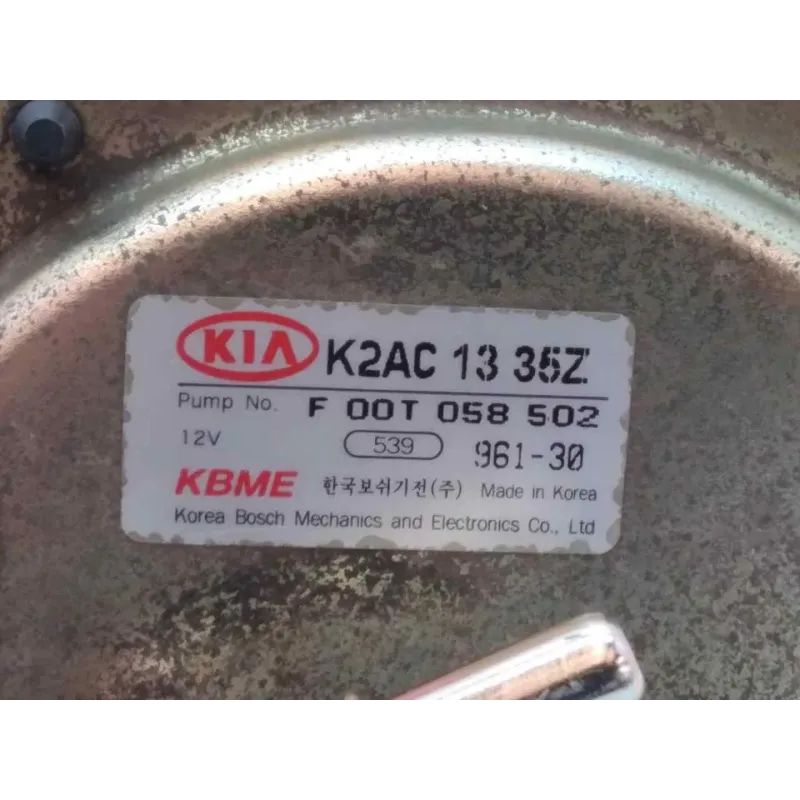 KIA K2AC 13 35Z
Pump No. F 00T 058 502
12V 539 961-30
KBME 한국보쉬기전(주) Made in Korea
Korea Bosch Mechanics and Electronics Co., Ltd